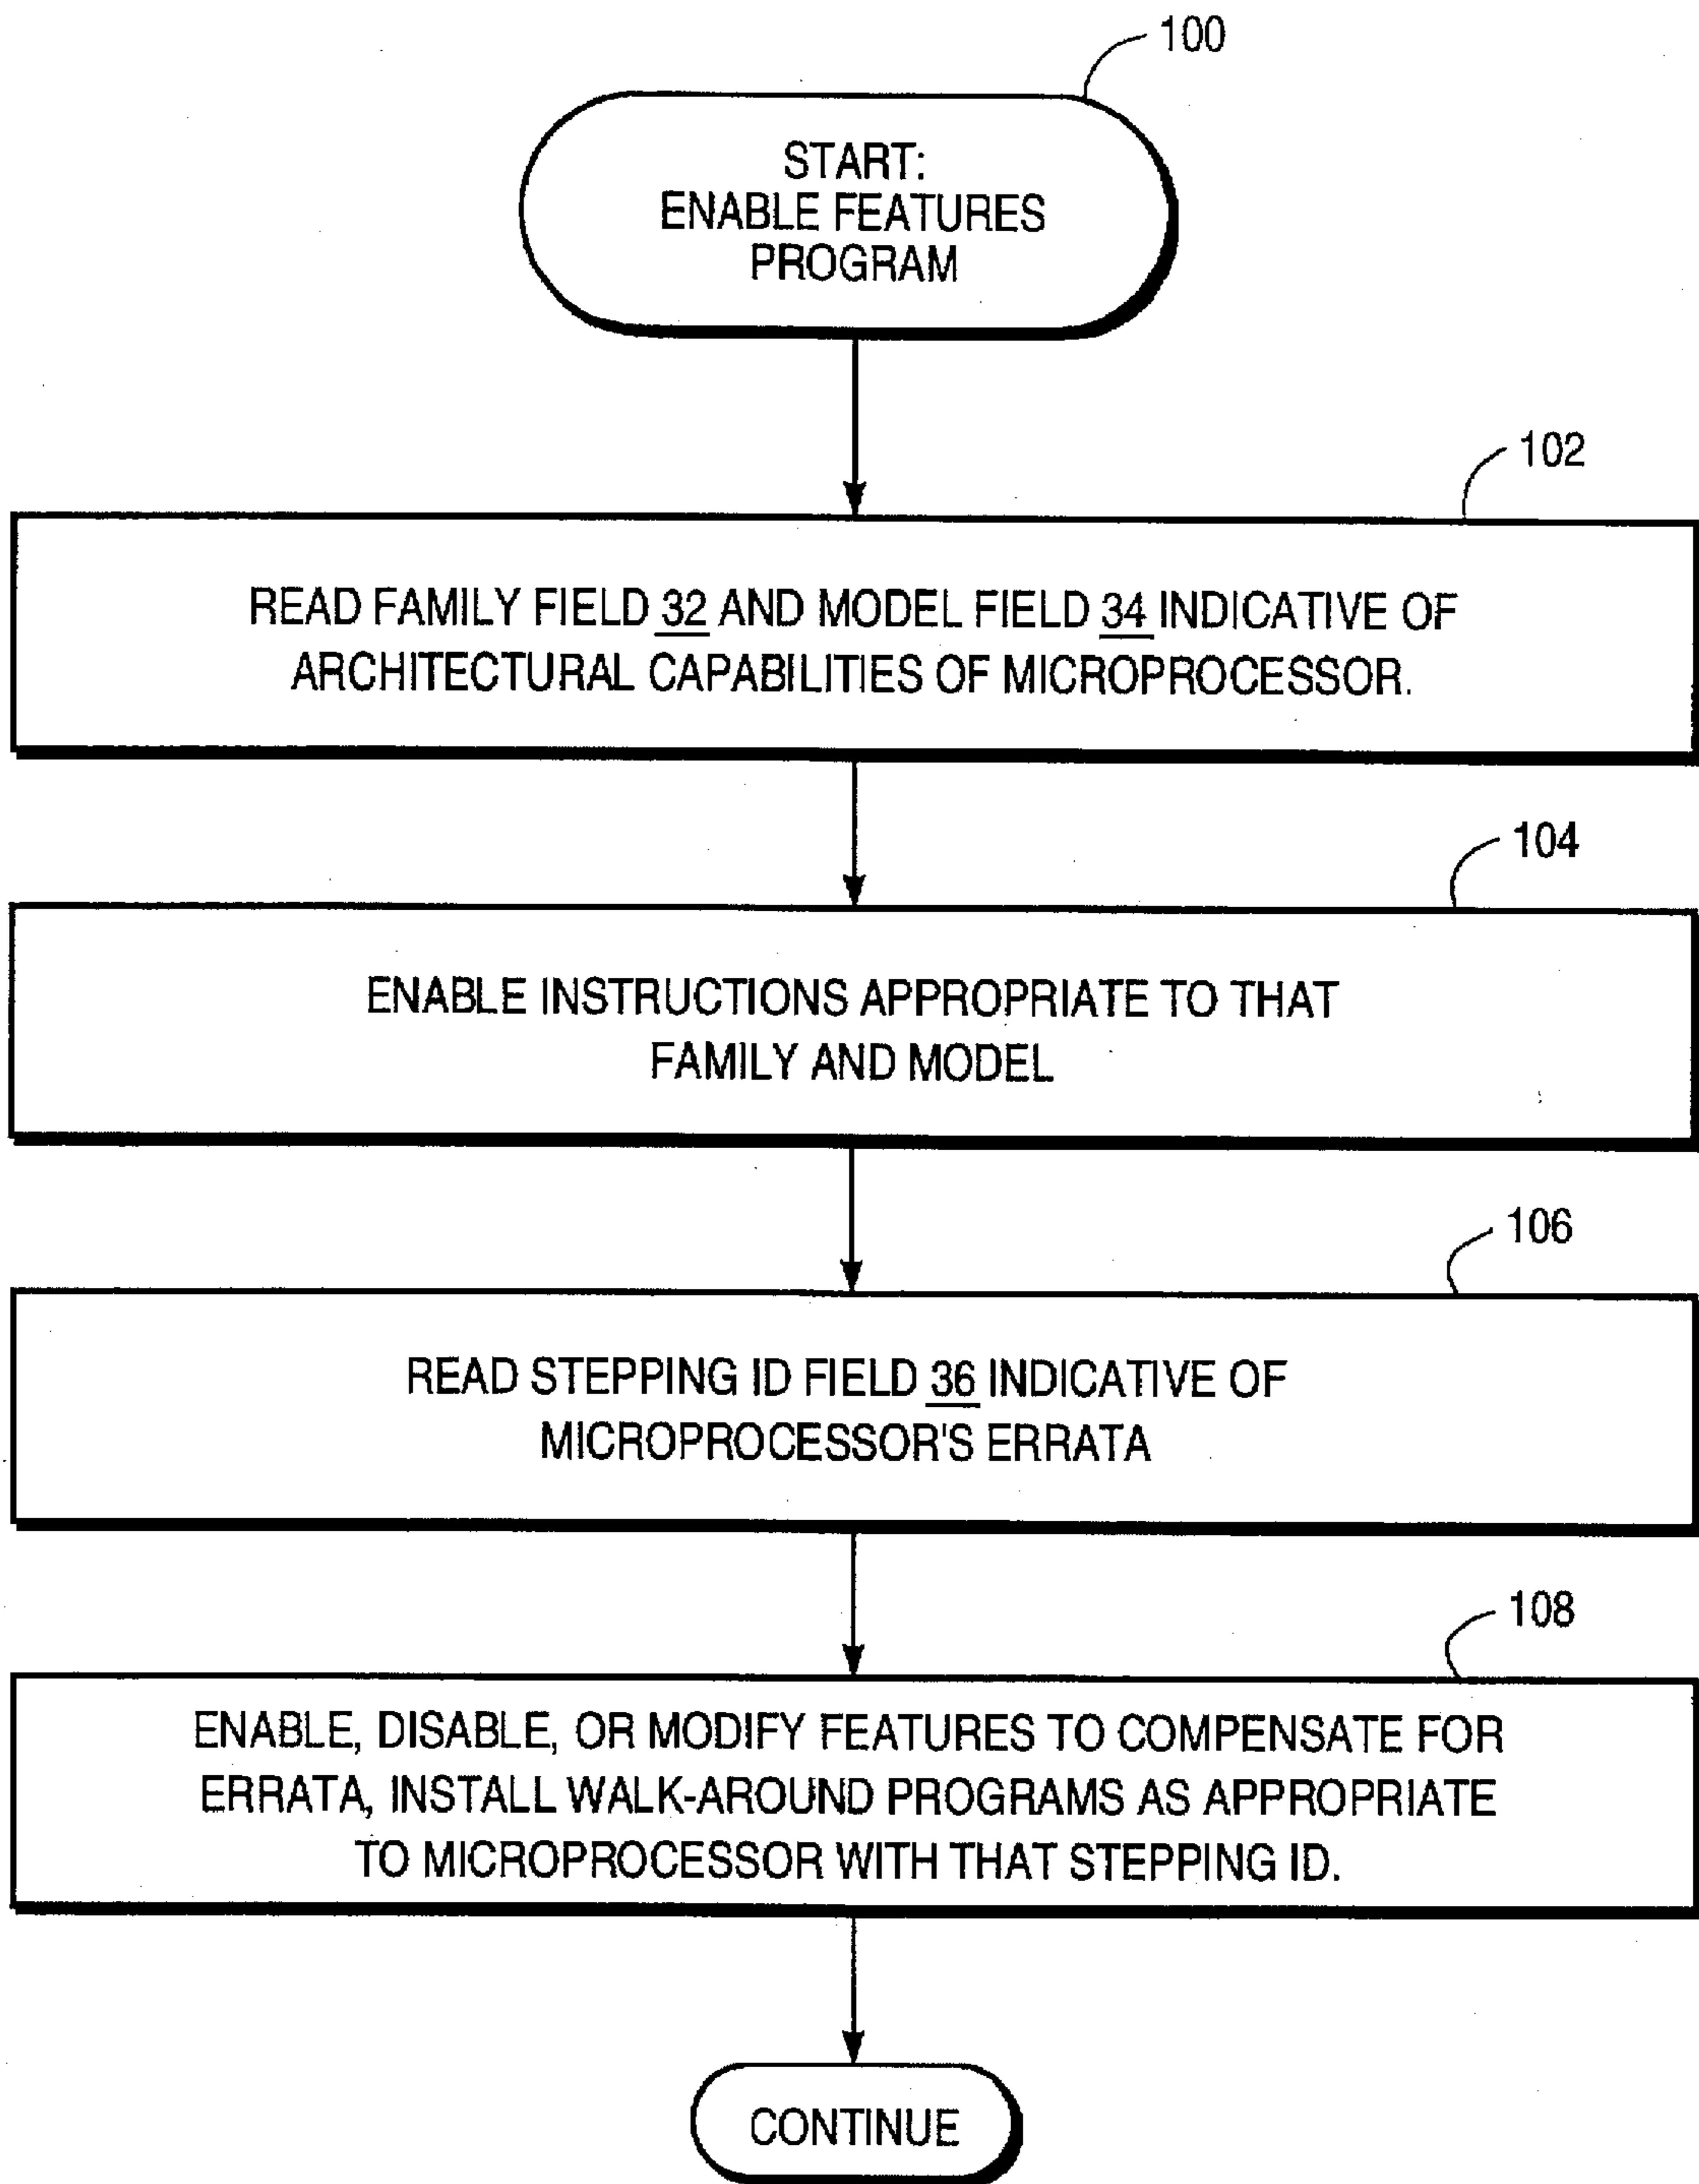 100
START:
ENABLE FEATURES
PROGRAM
102
READ FAMILY FIELD 32 AND MODEL FIELD 34 INDICATIVE OF
ARCHITECTURAL CAPABILITIES OF MICROPROCESSOR.
104
ENABLE INSTRUCTIONS APPROPRIATE TO THAT
FAMILY AND MODEL
106
READ STEPPING ID FIELD 36 INDICATIVE OF
MICROPROCESSOR'S ERRATA
108
ENABLE, DISABLE, OR MODIFY FEATURES TO COMPENSATE FOR
ERRATA, INSTALL WALK-AROUND PROGRAMS AS APPROPRIATE
TO MICROPROCESSOR WITH THAT STEPPING ID.
CONTINUE